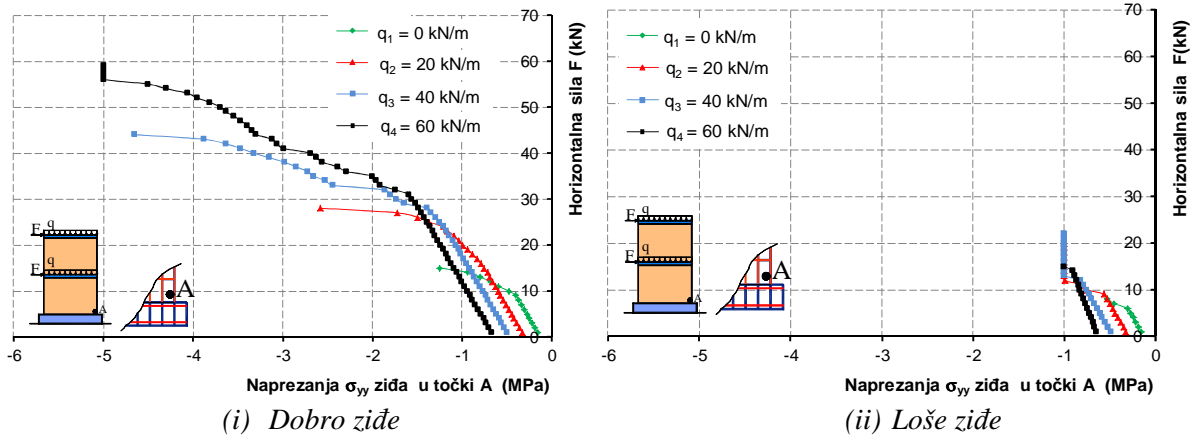 70
60
50
40
30
20
10
0
-6 -5 -4 -3 -2 -1 0
Horizontalna sila F (kN)
q1 = 0 kN/m
q2 = 20 kN/m
q3 = 40 kN/m
q4 = 60 kN/m
q
F
q
F
A
A
Naprezanja σyy ziđa u točki A (MPa)
(i) Dobro ziđe
70
60
50
40
30
20
10
0
-6 -5 -4 -3 -2 -1 0
Horizontalna sila F(kN)
q1 = 0 kN/m
q2 = 20 kN/m
q3 = 40 kN/m
q4 = 60 kN/m
q
F
q
F
A
A
Naprezanja σyy ziđa u točki A (MPa)
(ii) Loše ziđe